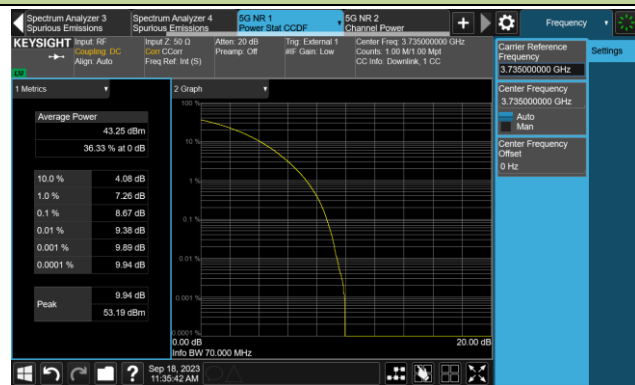 Spectrum Analyzer 3
Spurious Emissions
Spectrum Analyzer 4
Spurious Emissions
5G NR 1
Power Stat CCDF
5G NR 2
Channel Power
Frequency
KEYSIGHT
Input: RF
Coupling: DC
Align: Auto
Input Z: 50 Ω
Corr CCorr
Freq Ref: Int (S)
Atten: 20 dB
Preamp: Off
Trig: External 1
#IF Gain: Low
Center Freq: 3.735000000 GHz
Counts: 1.00 M/1.00 Mpt
CC Info: Downlink, 1 CC
1 Metrics
Average Power
43.25 dBm
36.33 % at 0 dB
10.0 % 4.08 dB
1.0 % 7.26 dB
0.1 % 8.67 dB
0.01 % 9.38 dB
0.001 % 9.89 dB
0.0001 % 9.94 dB
Peak
9.94 dB
53.19 dBm
2 Graph
100 %
10 %
1 %
0.1 %
0.01 %
0.001 %
0.0001 %
0.00 dB
20.00 dB
Info BW 70.000 MHz
Carrier Reference
Frequency
3.735000000 GHz
Center Frequency
3.735000000 GHz
Auto
Man
Center Frequency
Offset
0 Hz
Settings
Sep 18, 2023
11:35:42 AM